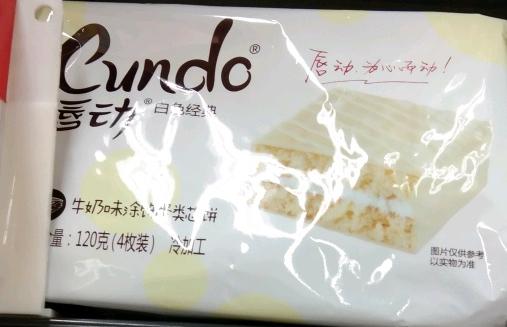 Cundo®
唇动®白色经典
唇动,为心而动!
牛奶味涂饰类芯饼
量:120克(4枚装) 冷加工
图片仅供参考
以实物为准